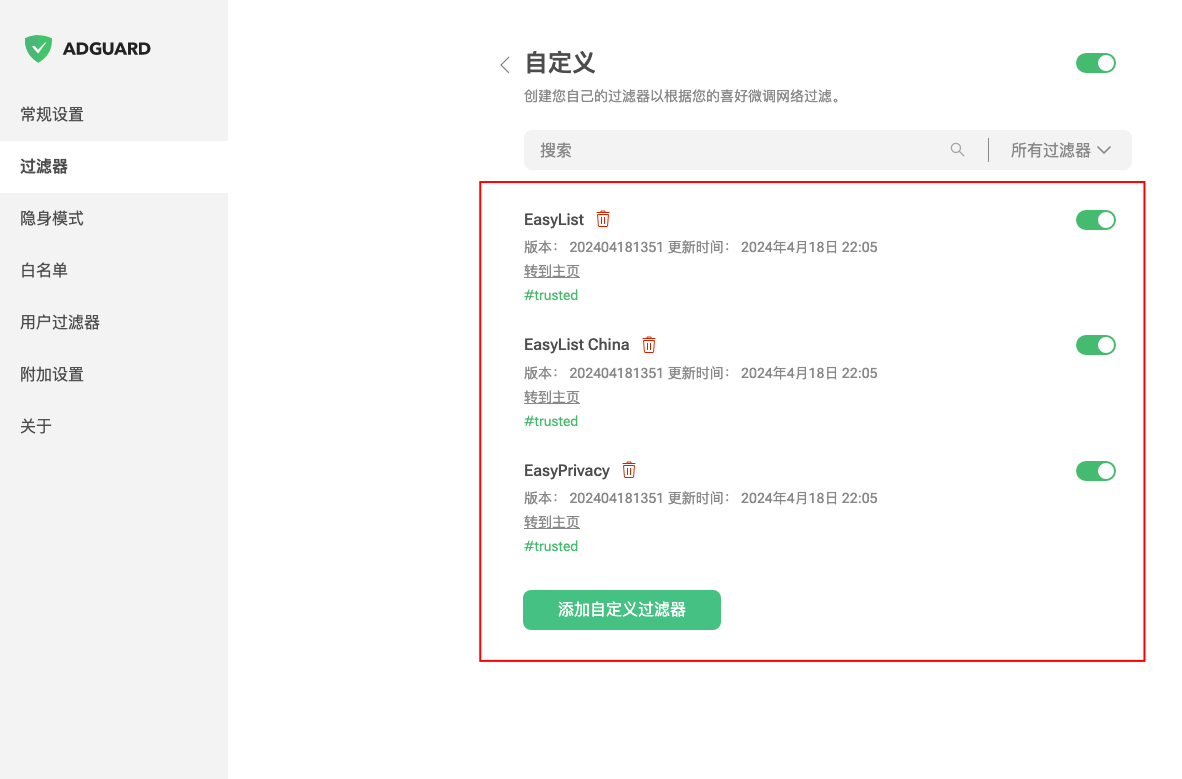 ADGUARD
常规设置
过滤器
隐身模式
白名单
用户过滤器
附加设置
关于
自定义
创建您自己的过滤器以根据您的喜好微调网络过滤。
搜索
所有过滤器
EasyList
版本： 202404181351 更新时间： 2024年4月18日 22:05
转到主页
#trusted
EasyList China
版本： 202404181351 更新时间： 2024年4月18日 22:05
转到主页
#trusted
EasyPrivacy
版本： 202404181351 更新时间： 2024年4月18日 22:05
转到主页
#trusted
添加自定义过滤器